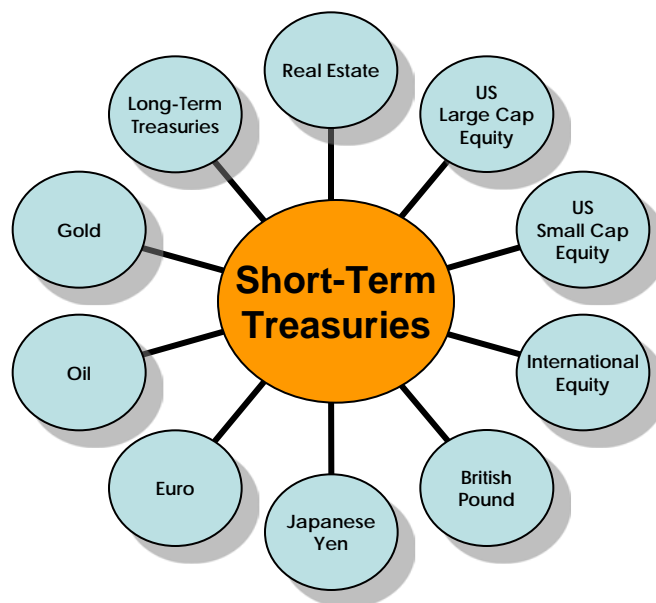 Real Estate
US
Large Cap
Equity
US
Small Cap
Equity
International
Equity
British
Pound
Japanese
Yen
Euro
Oil
Gold
Long-Term
Treasuries
Short-Term
Treasuries